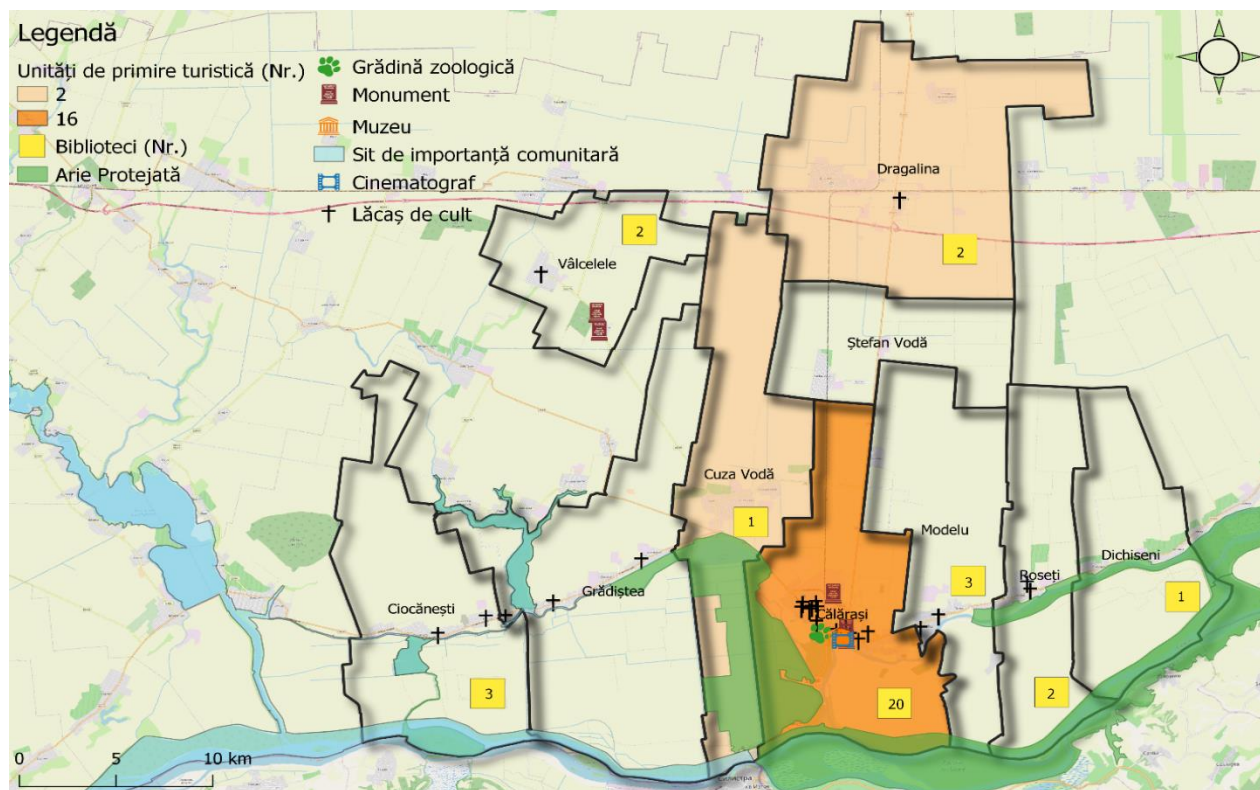 Legendă
Unități de primire turistică (Nr.)
2
16
Biblioteci (Nr.)
Arie Protejată
Grădină zoologică
Monument
Muzeu
Sit de importanță comunitară
Cinematograf
Lăcaș de cult
Dragalina
2
Vâlcelele
2
Ștefan Vodă
Cuza Vodă
1
Modelu
3
Roseți
2
Dichiseni
1
Grădiștea
Ciocănești
3
Călărași
20
0 5 10 km